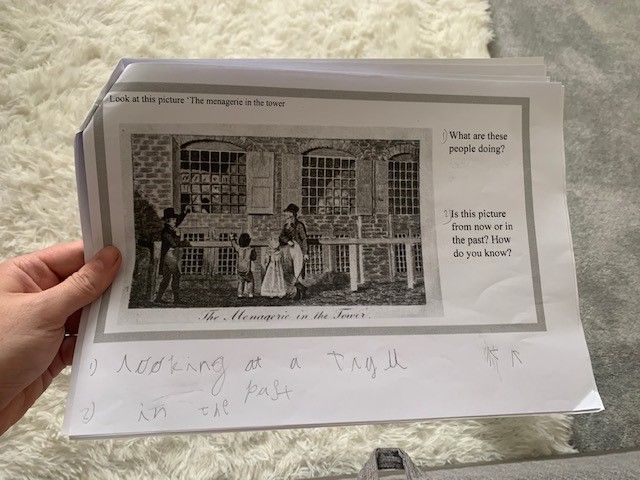 Look at this picture 'The menagerie in the tower
1) What are these
people doing?
2) Is this picture
from now or in
the past? How
do you know?
The Menagerie in the Tower.
1) looking at a
2) in the past